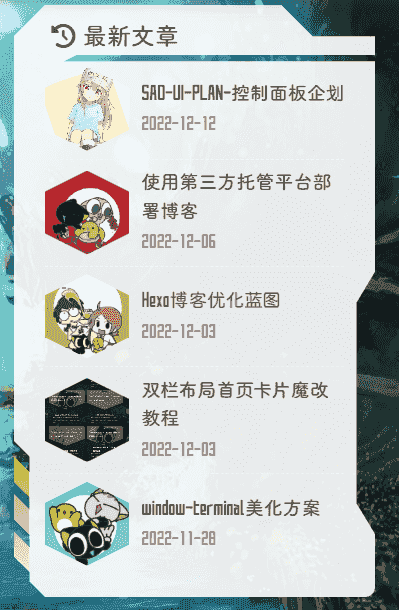 最新文章
SAO-UI-PLAN-控制面板企划
2022-12-12
使用第三方托管平台部
署博客
2022-12-06
Hexo博客优化蓝图
2022-12-03
双栏布局首页卡片魔改
教程
2022-12-03
window-terminal美化方案
2022-11-28